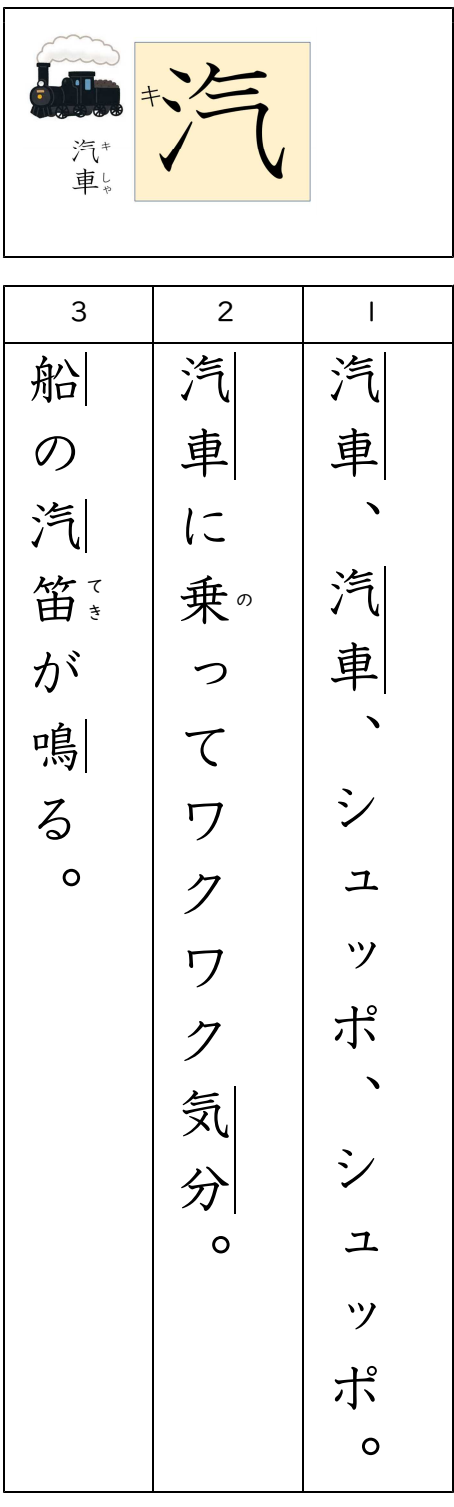 汽
キ
汽車
キしゃ
1
汽車、汽車、シュッポ、シュッポ。
2
汽車に乗ってワクワク気分。
の
3
船の汽笛が鳴る。
てき